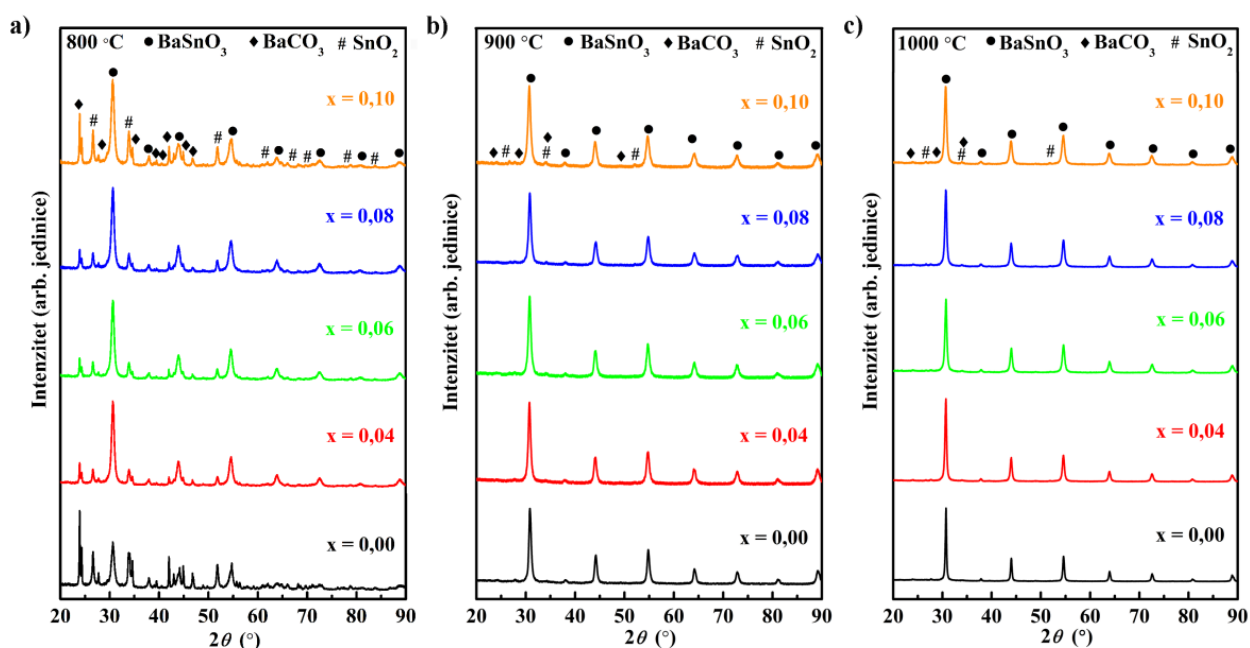 a)
800 °C ● BaSnO₃ ♦ BaCO₃ # SnO₂
x = 0,10
x = 0,08
x = 0,06
x = 0,04
x = 0,00
Intenzitet (arb. jedinice)
20 30 40 50 60 70 80 90
2θ (°)
b)
900 °C ● BaSnO₃ ♦ BaCO₃ # SnO₂
x = 0,10
x = 0,08
x = 0,06
x = 0,04
x = 0,00
Intenzitet (arb. jedinice)
20 30 40 50 60 70 80 90
2θ (°)
c)
1000 °C ● BaSnO₃ ♦ BaCO₃ # SnO₂
x = 0,10
x = 0,08
x = 0,06
x = 0,04
x = 0,00
Intenzitet (arb. jedinice)
20 30 40 50 60 70 80 90
2θ (°)